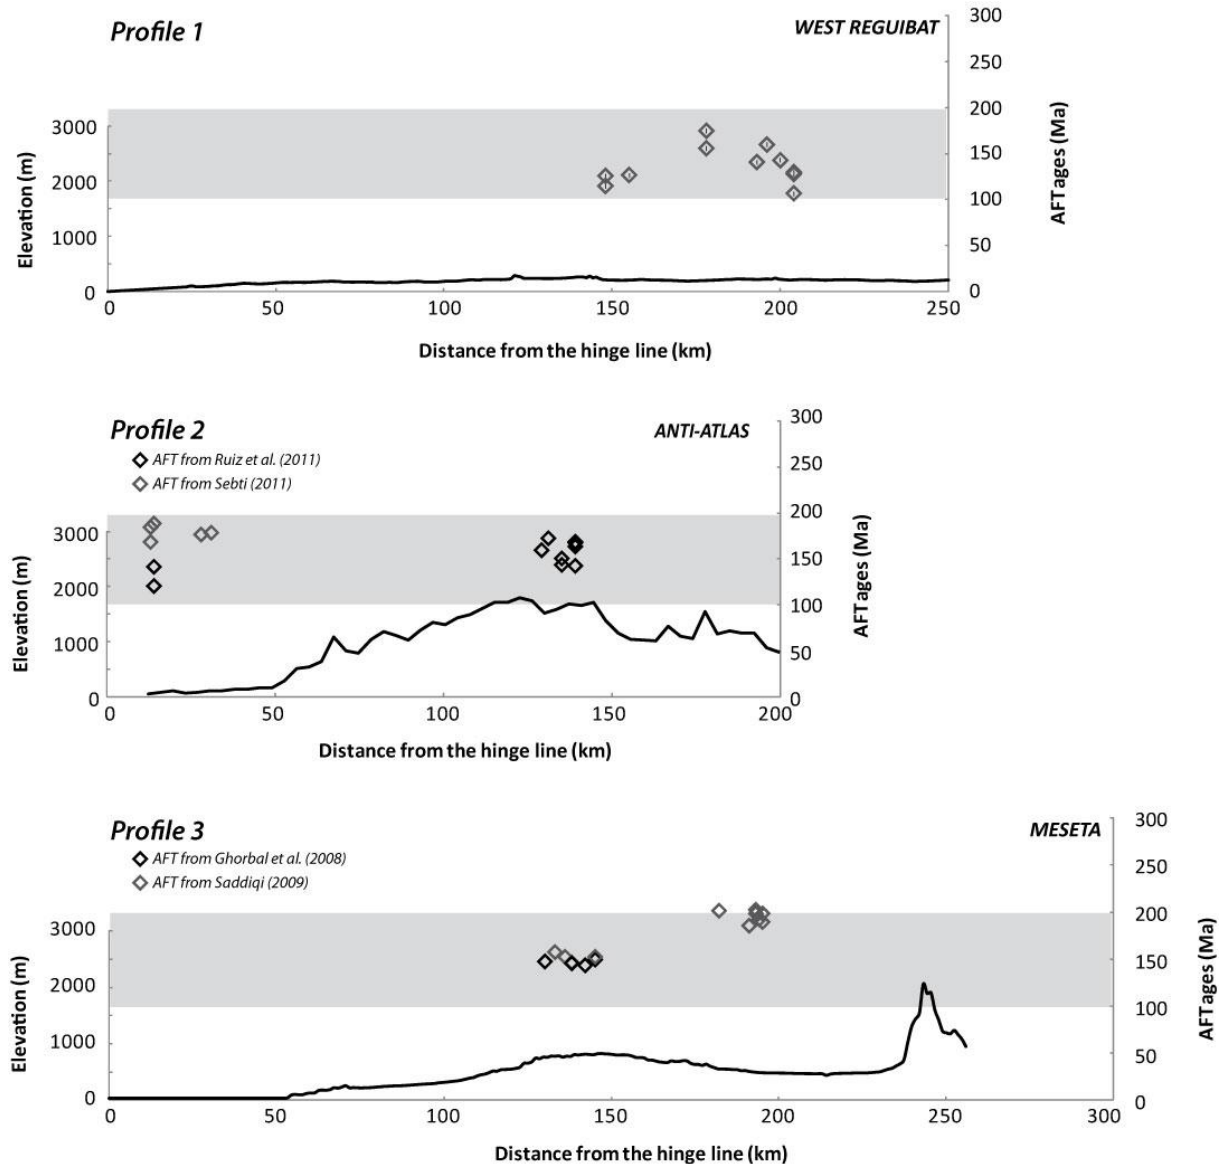 Profile 1
WEST REGUIBAT
300
250
200
150
100
50
0
AFT ages (Ma)
3000
2000
1000
0
Elevation (m)
0 50 100 150 200 250
Distance from the hinge line (km)
Profile 2
ANTI-ATLAS
AFT from Ruiz et al. (2011)
AFT from Sebti (2011)
300
250
200
150
100
50
0
AFT ages (Ma)
3000
2000
1000
0
Elevation (m)
0 50 100 150 200
Distance from the hinge line (km)
Profile 3
MESETA
AFT from Ghorbal et al. (2008)
AFT from Saddiqi (2009)
300
250
200
150
100
50
0
AFT ages (Ma)
3000
2000
1000
0
Elevation (m)
0 50 100 150 200 250 300
Distance from the hinge line (km)